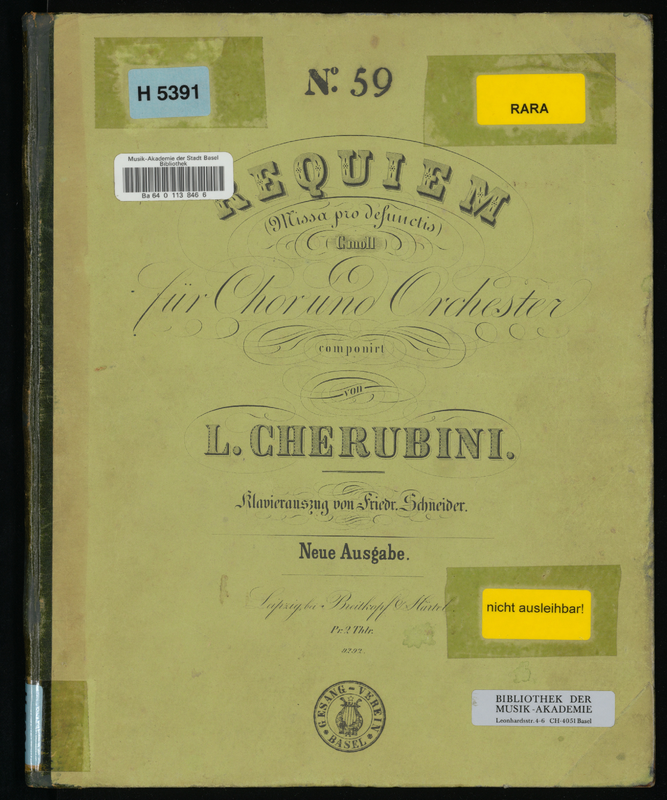 H 5391
Nº. 59
RARA
Musik-Akademie der Stadt Basel
Bibliothek
Ba 64 0 113 846 6
REQUIEM
(Missa pro defunctis)
(C moll)
für Chor und Orchester
componirt
von
L. CHERUBINI.
Klavierauszug von Friedr. Schneider.
Neue Ausgabe.
Leipzig, bei Breitkopf & Härtel.
Pr. 2 Thlr.
9292.
nicht ausleihbar!
GESANG-VEREIN
BASEL
BIBLIOTHEK DER
MUSIK-AKADEMIE
Leonhardsstr. 4-6 CH-4051 Basel